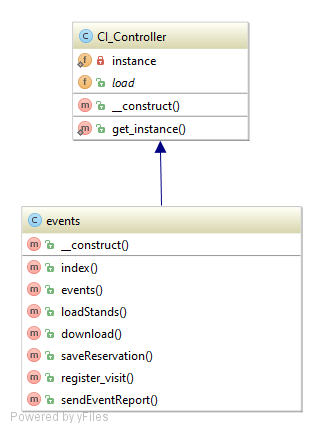 C CI_Controller
f instance
f load
m __construct()
m get_instance()
C events
m __construct()
m index()
m events()
m loadStands()
m download()
m saveReservation()
m register_visit()
m sendEventReport()
Powered by yFiles